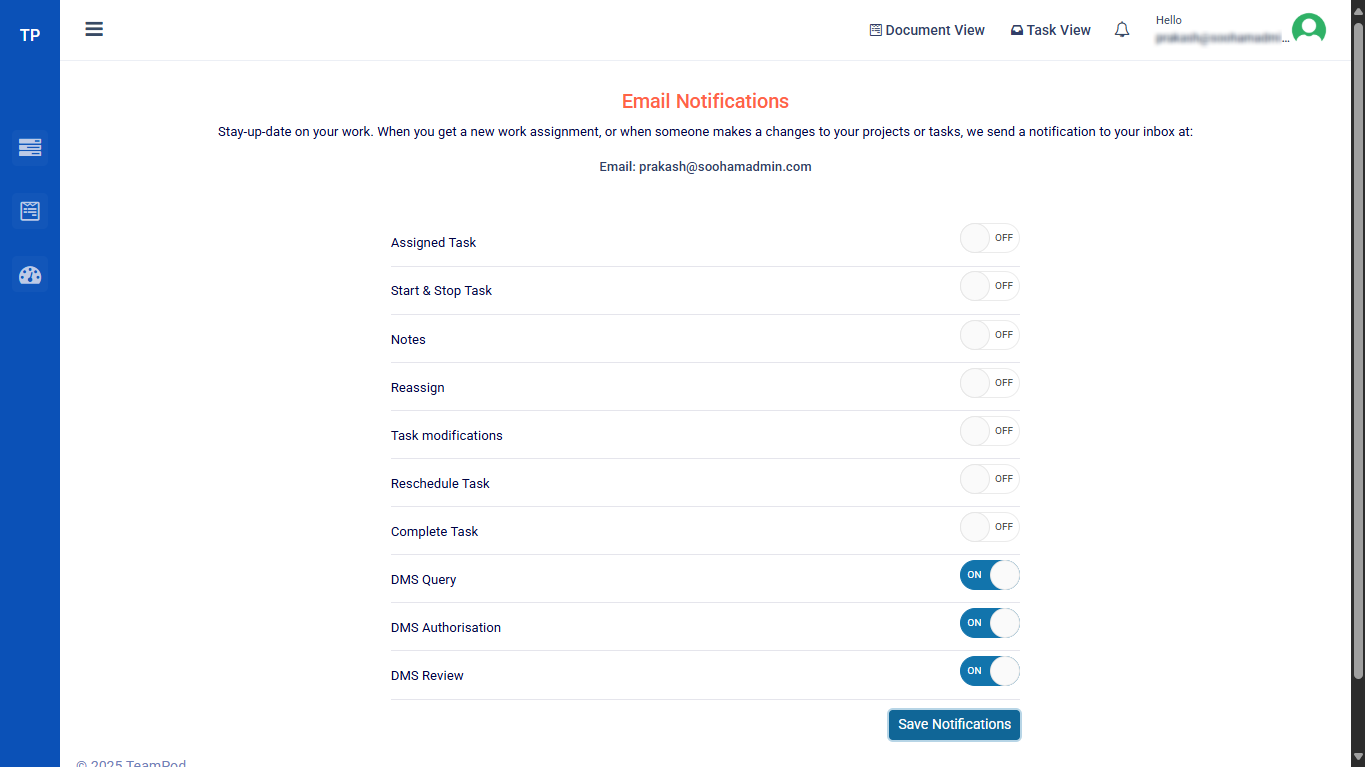 TP
Document View
Task View
Hello
Email Notifications
Stay-up-date on your work. When you get a new work assignment, or when someone makes a changes to your projects or tasks, we send a notification to your inbox at:
Email: prakash@soohamadmin.com
Assigned Task OFF
Start & Stop Task OFF
Notes OFF
Reassign OFF
Task modifications OFF
Reschedule Task OFF
Complete Task OFF
DMS Query ON
DMS Authorisation ON
DMS Review ON
Save Notifications
© 2025 TeamPod